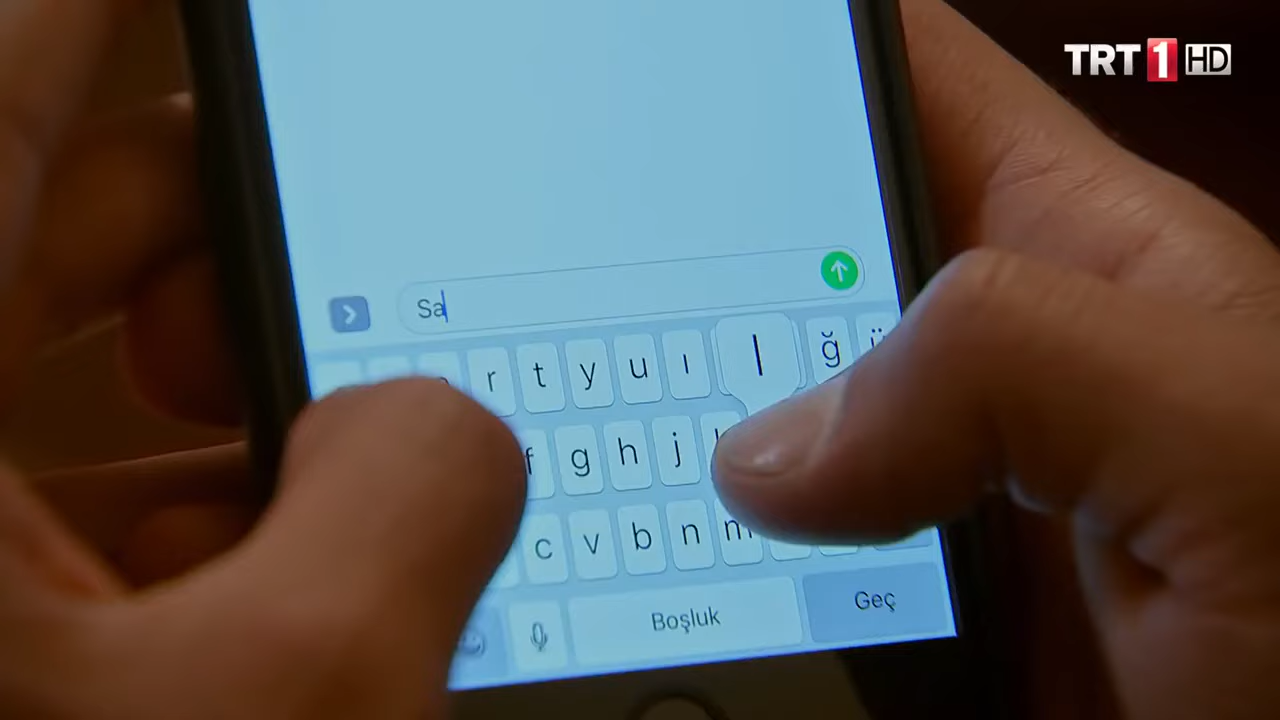 TRT 1 HD
Sa
r t y u ı l ğ ü
f g h j
c v b n m
Boşluk Geç